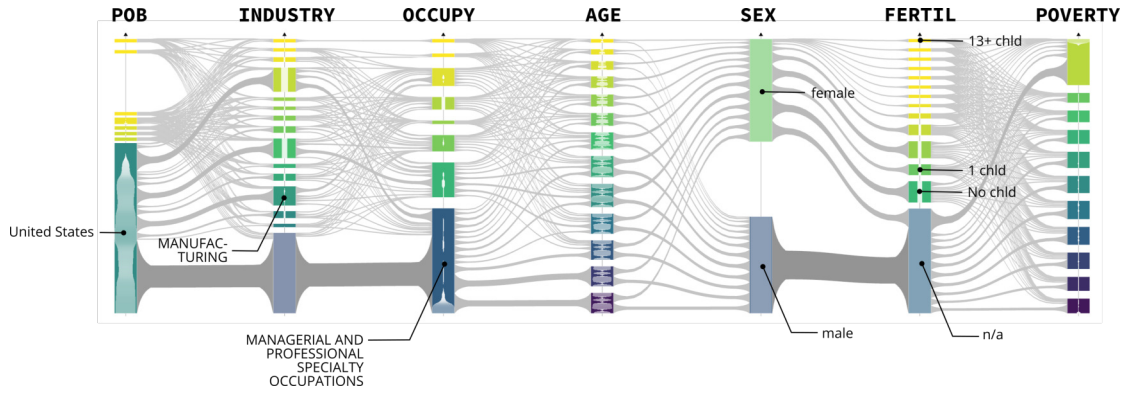 POB INDUSTRY OCCUPY AGE SEX FERTIL POVERTY
13+ chld
female
1 chld
No chld
United States
MANUFAC-
TURING
MANAGERIAL AND
PROFESSIONAL
SPECIALTY
OCCUPATIONS
male
n/a